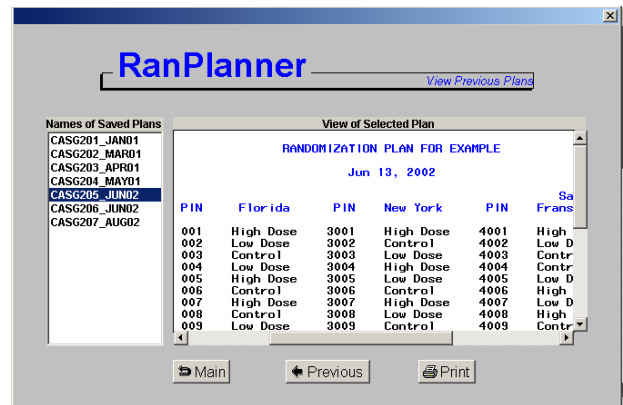 RanPlanner
View Previous Plans
Names of Saved Plans
CASG201_JAN01
CASG202_MAR01
CASG203_APR01
CASG204_MAY01
CASG205_JUN02
CASG206_JUN02
CASG207_AUG02
View of Selected Plan
RANDOMIZATION PLAN FOR EXAMPLE
Jun 13, 2002
Sa
PIN Florida PIN New York PIN Frans
001 High Dose 3001 High Dose 4001 High
002 Low Dose 3002 Control 4002 Low D
003 Control 3003 Low Dose 4003 Contr
004 Low Dose 3004 High Dose 4004 Contr
005 High Dose 3005 Low Dose 4005 Low D
006 Control 3006 Control 4006 High
007 High Dose 3007 High Dose 4007 Low D
008 Control 3008 Low Dose 4008 High
009 Low Dose 3009 Control 4009 Contr
Main Previous Print